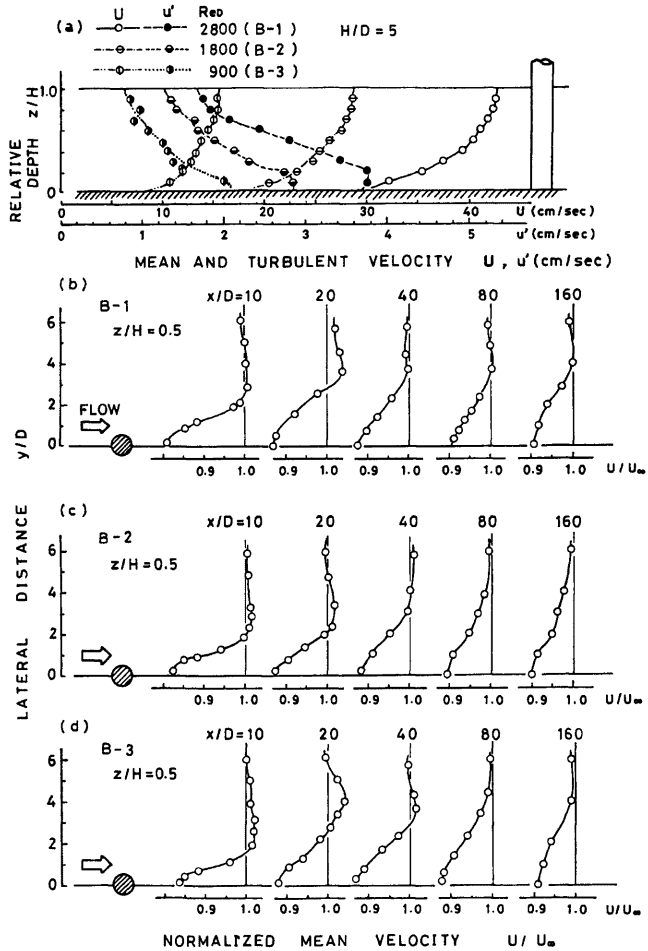 U u' ReD
(a) 2800 (B-1) H/D = 5
1800 (B-2)
900 (B-3)
RELATIVE DEPTH z/H
1.0
0
0 10 20 30 40 U (cm/sec)
0 1 2 3 4 5 u' (cm/sec)
MEAN AND TURBULENT VELOCITY U, u' (cm/sec)
(b) B-1 x/D=10 20 40 80 160
z/H = 0.5
6
4
2
0
FLOW
y/D
0.9 1.0 0.9 1.0 0.9 1.0 0.9 1.0 0.9 1.0 U/U∞
(c) B-2 x/D=10 20 40 80 160
z/H = 0.5
6
4
2
0
LATERAL DISTANCE
0.9 1.0 0.9 1.0 0.9 1.0 0.9 1.0 0.9 1.0 U/U∞
(d) B-3 x/D=10 20 40 80 160
z/H = 0.5
6
4
2
0
0.9 1.0 0.9 1.0 0.9 1.0 0.9 1.0 0.9 1.0 U/U∞
NORMALIZED MEAN VELOCITY U/U∞